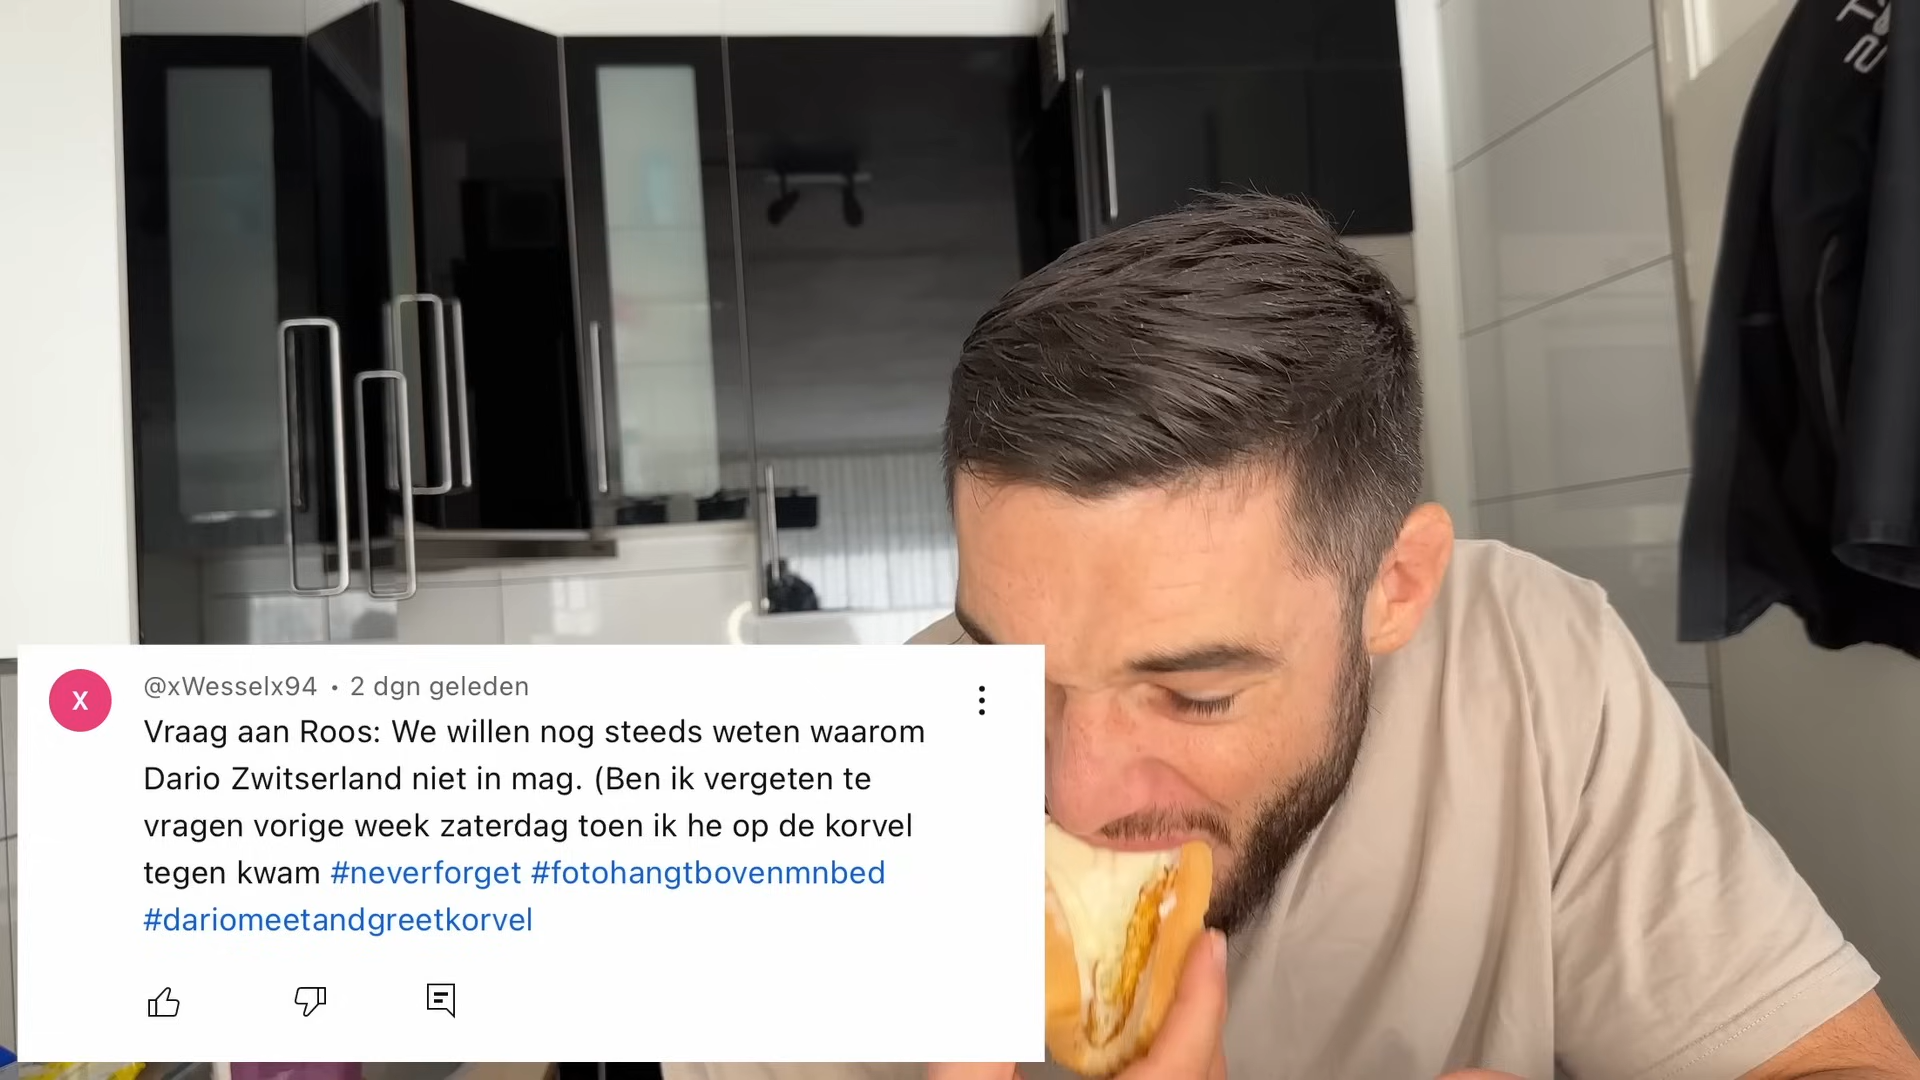 X
@xWesselx94 • 2 dgn geleden
Vraag aan Roos: We willen nog steeds weten waarom
Dario Zwitserland niet in mag. (Ben ik vergeten te
vragen vorige week zaterdag toen ik he op de korvel
tegen kwam #neverforget #fotohangtbovenmnbed
#dariomeetandgreetkorvel